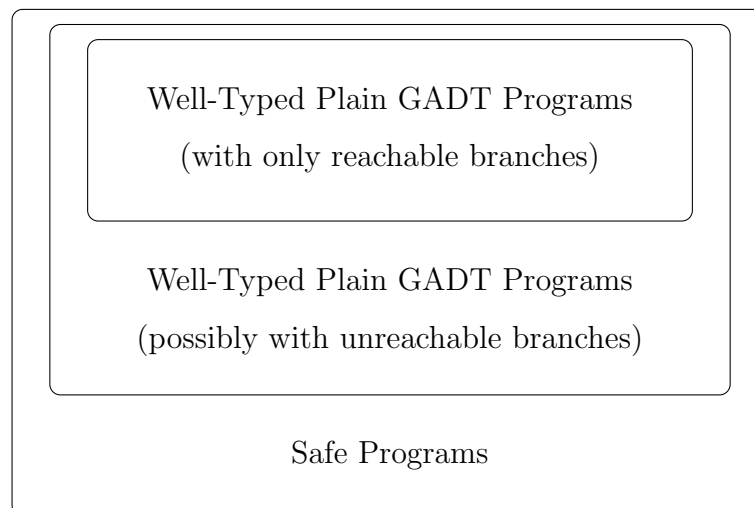 Well-Typed Plain GADT Programs
(with only reachable branches)
Well-Typed Plain GADT Programs
(possibly with unreachable branches)
Safe Programs